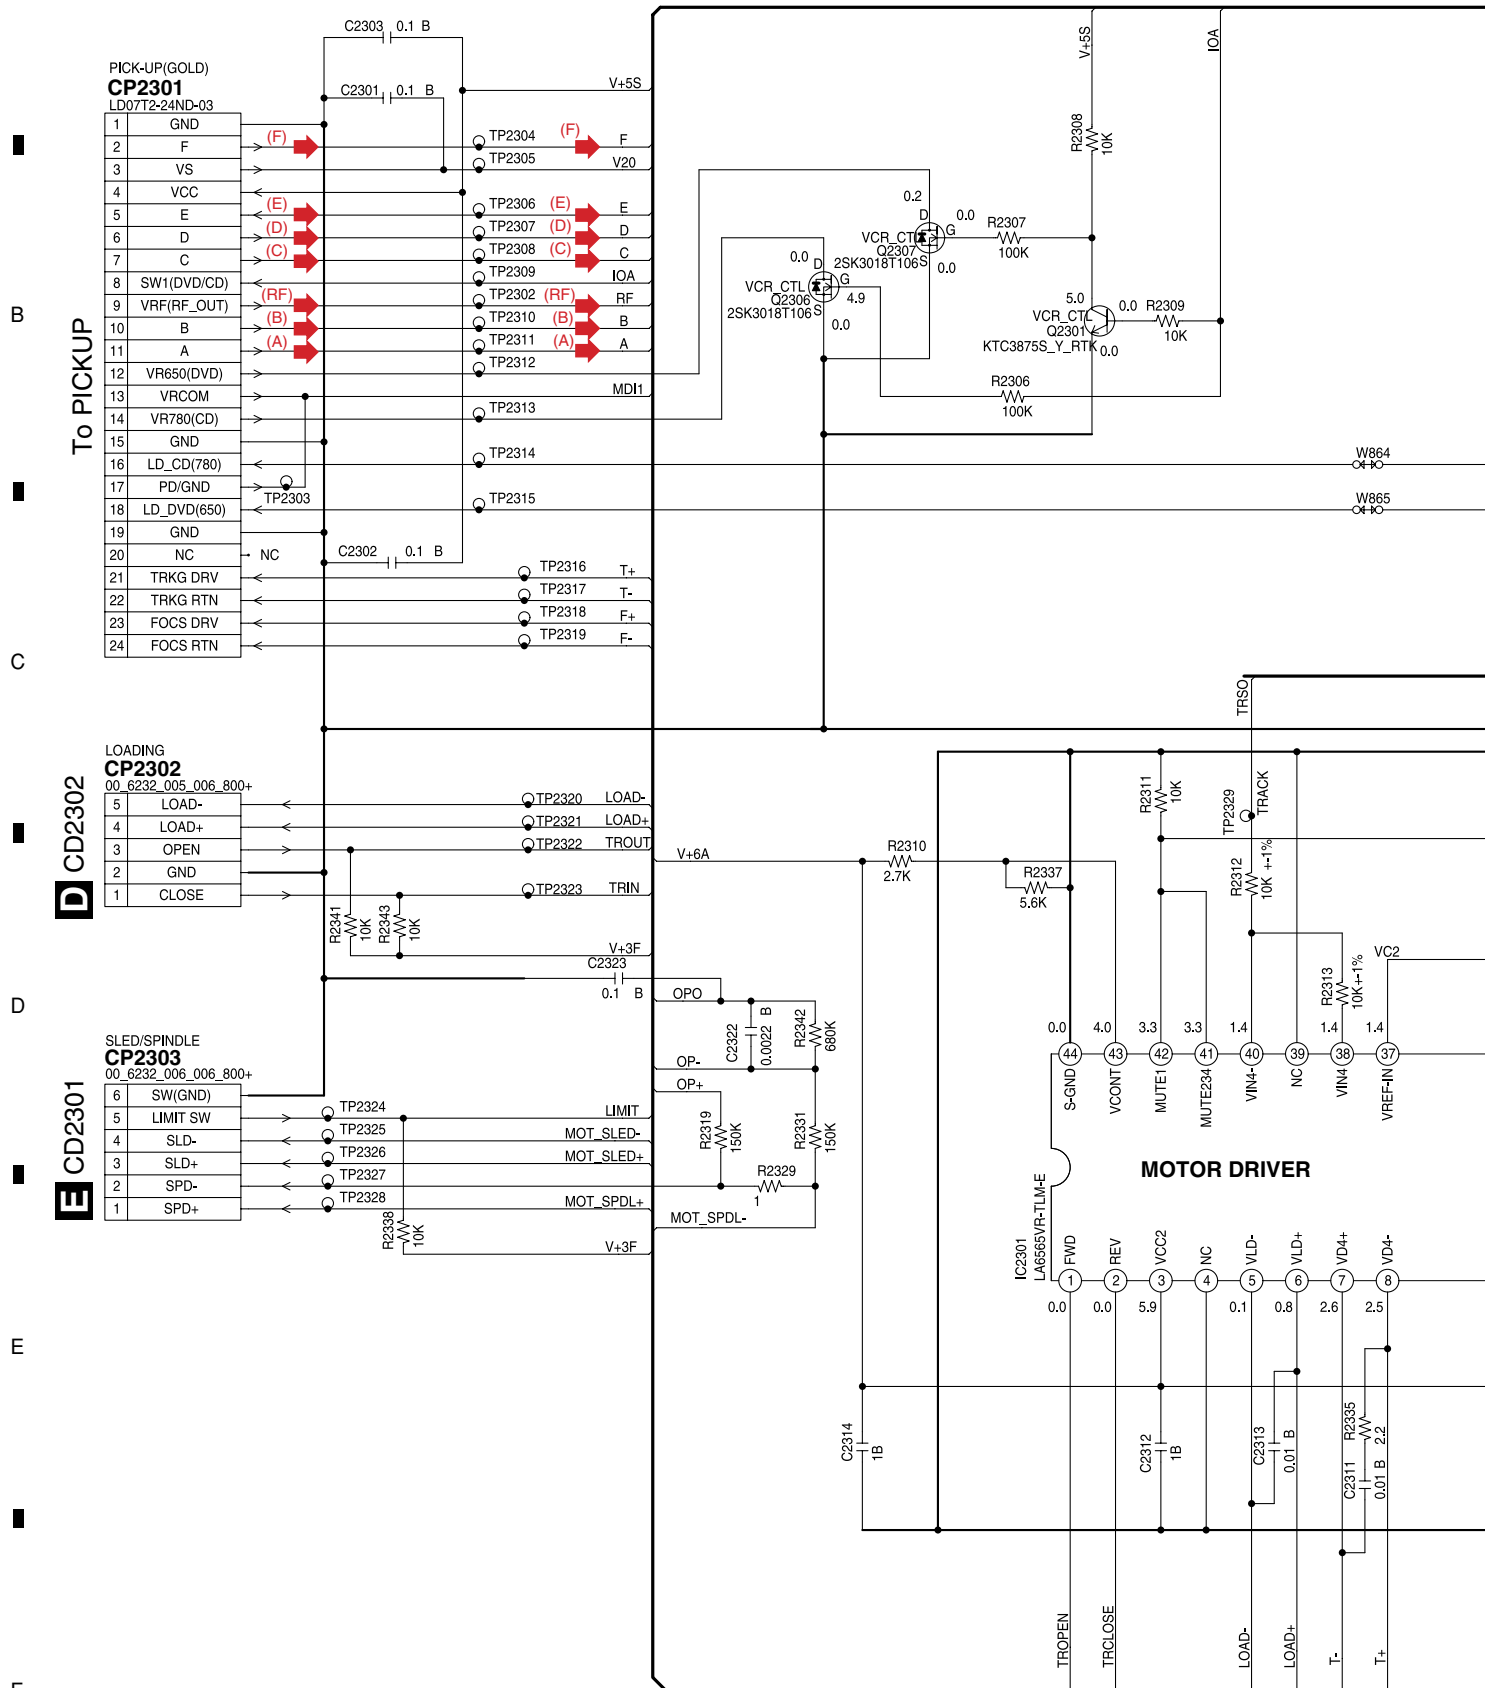 C2303 0.1 B
V+5S
IOA
PICK-UP(GOLD)
CP2301
LD07T2-24ND-03
C2301 0.1 B
V+5S
1 GND
2 F (F) TP2304 (F) F
3 VS TP2305 V20
4 VCC
5 E (E) TP2306 (E) E
6 D (D) TP2307 (D) D
7 C (C) TP2308 (C) C
8 SW1(DVD/CD) TP2309 IOA
9 VRF(RF_OUT) (RF) TP2302 (RF) RF
10 B (B) TP2310 (B) B
11 A (A) TP2311 (A) A
12 VR650(DVD) TP2312
13 VRCOM MDI1
14 VR780(CD) TP2313
15 GND
16 LD_CD(780) TP2314
17 PD/GND TP2303
18 LD_DVD(650) TP2315
19 GND
20 NC NC
21 TRKG DRV TP2316 T+
22 TRKG RTN TP2317 T-
23 FOCS DRV TP2318 F+
24 FOCS RTN TP2319 F-
C2302 0.1 B
To PICKUP
B
C
R2308 10K
0.2
D
G
0.0
VCR_CTL
Q2307
2SK3018T106 S
0.0
R2307
100K
0.0 D
G
4.9
VCR_CTL
Q2306
2SK3018T106 S
0.0
5.0
VCR_CTL
Q2301
KTC3875S_Y_RTK
0.0
0.0
R2309
10K
R2306
100K
W864
W865
TRSO
LOADING
CP2302
00_6232_005_006_800+
5 LOAD- TP2320 LOAD-
4 LOAD+ TP2321 LOAD+
3 OPEN TP2322 TROUT
2 GND
1 CLOSE TP2323 TRIN
D CD2302
R2341 10K
R2343 10K
V+3F
C2323
0.1 B
V+6A
R2310
2.7K
R2337
5.6K
R2311 10K
TP2329 TRACK
R2312 10K +-1%
R2313 10K+-1%
VC2
D
OPO
C2322 0.0022 B
R2342 680K
OP-
OP+
R2319 150K
R2331 150K
R2329
1
MOT_SPDL-
SLED/SPINDLE
CP2303
00_6232_006_006_800+
6 SW(GND)
5 LIMIT SW TP2324 LIMIT
4 SLD- TP2325 MOT_SLED-
3 SLD+ TP2326 MOT_SLED+
2 SPD- TP2327
1 SPD+ TP2328 MOT_SPDL+
E CD2301
R2338 10K
V+3F
0.0 4.0 3.3 3.3 1.4 1.4 1.4
44 43 42 41 40 39 38 37
S-GND VCONT MUTE1 MUTE234 VIN4- NC VIN4 VREF-IN
MOTOR DRIVER
IC2301
LA6565VR-TLM-E
FWD REV VCC2 NC VLD- VLD+ VD4+ VD4-
1 2 3 4 5 6 7 8
0.0 0.0 5.9 0.1 0.8 2.6 2.5
E
C2314 1B
C2312 1B
C2313 0.01 B
R2335 2.2
C2311 0.01 B
TROPEN TRCLOSE LOAD- LOAD+ T- T+